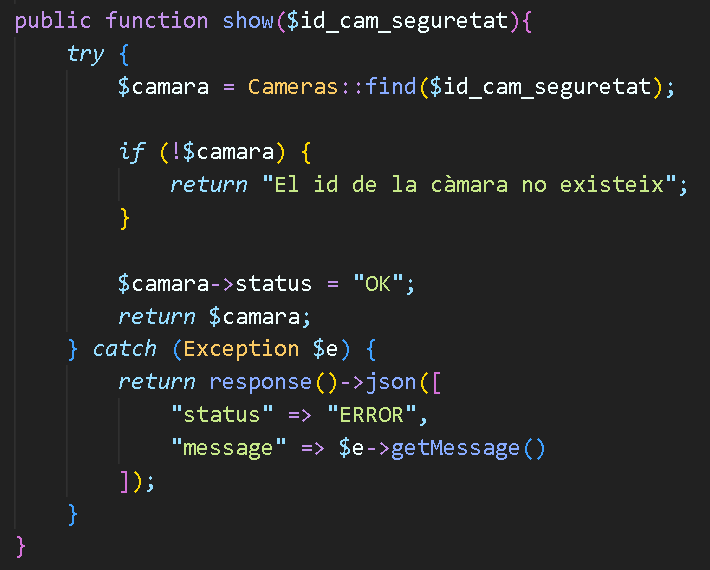 public function show($id_cam_seguretat){
try {
$camara = Cameras::find($id_cam_seguretat);
if (!$camara) {
return "El id de la càmara no existeix";
}
$camara->status = "OK";
return $camara;
} catch (Exception $e) {
return response()->json([
"status" => "ERROR",
"message" => $e->getMessage()
]);
}
}